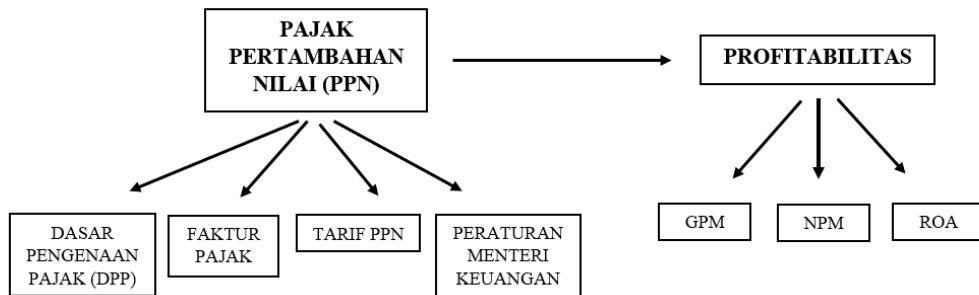 PAJAK
PERTAMBAHAN
NILAI (PPN)
PROFITABILITAS
DASAR
PENGENAAN
PAJAK (DPP)
FAKTUR
PAJAK
TARIF PPN
PERATURAN
MENTERI
KEUANGAN
GPM
NPM
ROA